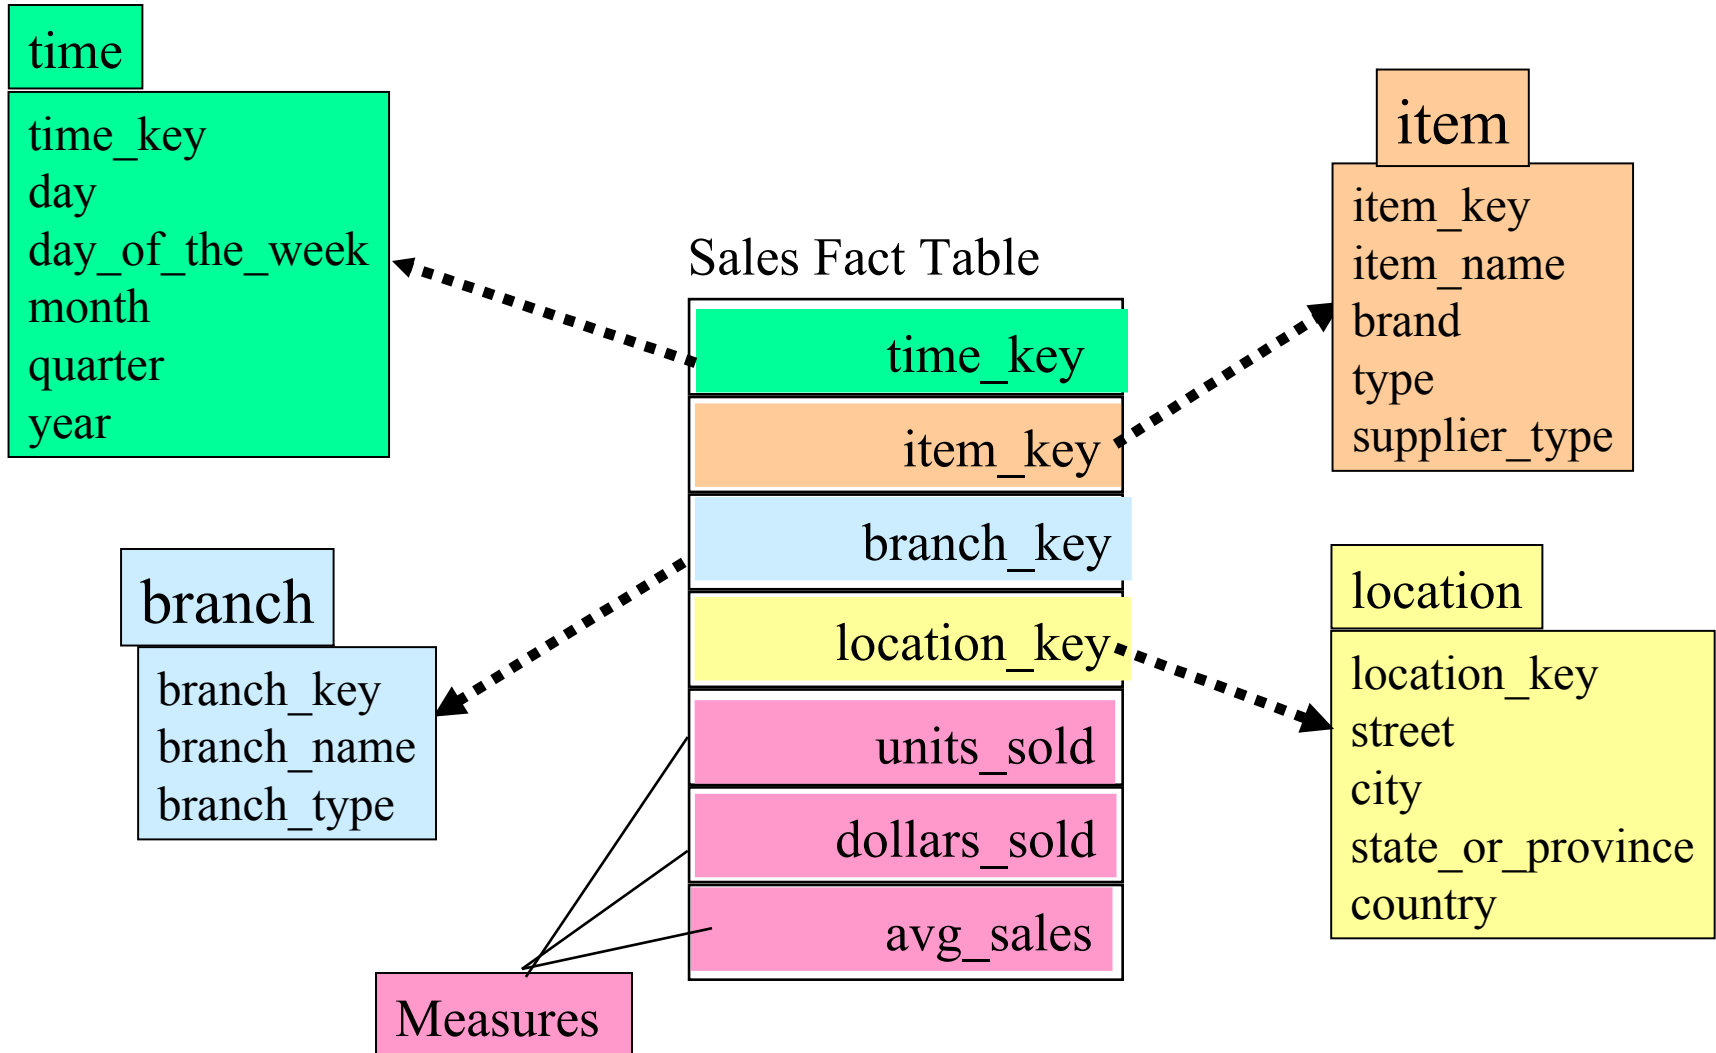 time
time_key
day
day_of_the_week
month
quarter
year
item
item_key
item_name
brand
type
supplier_type
Sales Fact Table
time_key
item_key
branch_key
location_key
units_sold
dollars_sold
avg_sales
branch
branch_key
branch_name
branch_type
location
location_key
street
city
state_or_province
country
Measures